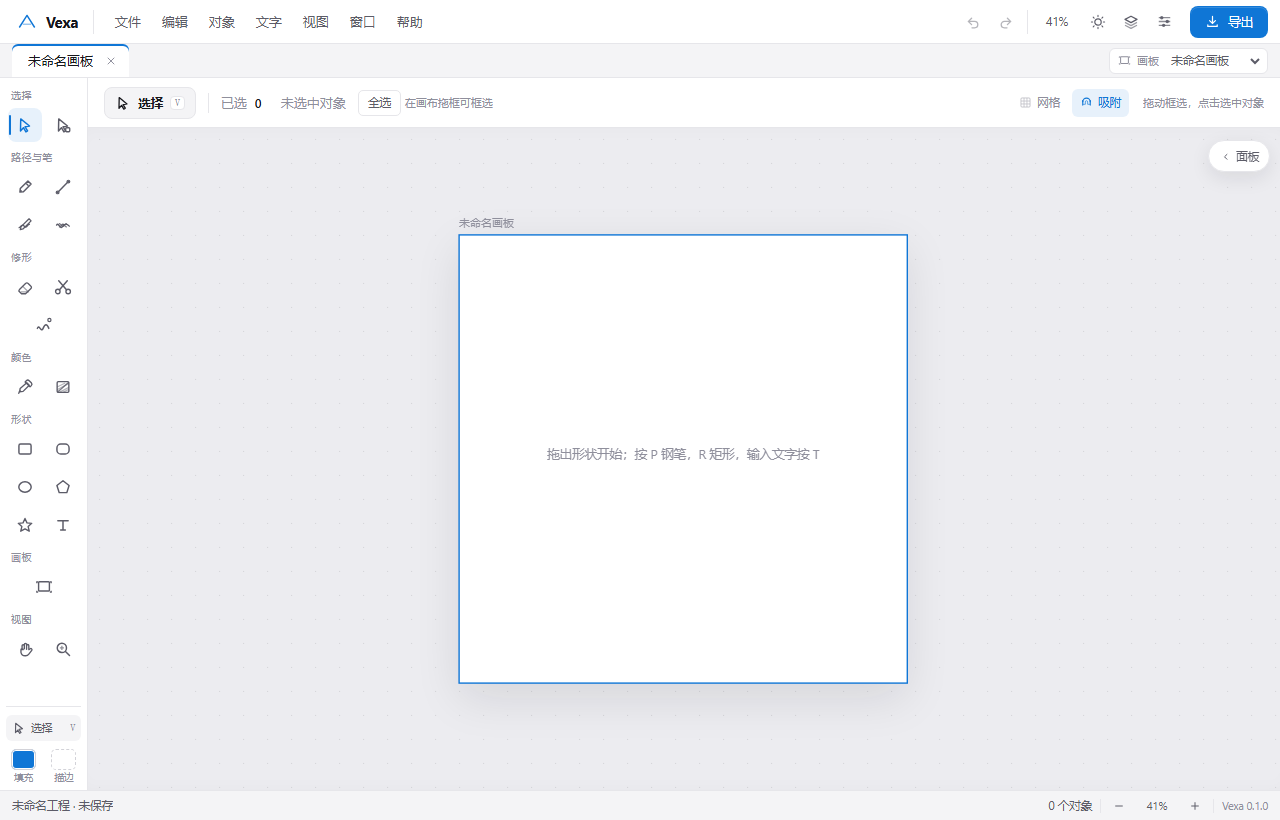 Vexa 文件 编辑 对象 文字 视图 窗口 帮助 41% 导出
未命名画板 × 画板 未命名画板
选择
选择 V 已选 0 未选中对象 全选 在画布拖框可框选 网格 吸附 拖动框选，点击选中对象
面板
路径与笔
未命名画板
修形
颜色
形状
拖出形状开始；按 P 钢笔，R 矩形，输入文字按 T
画板
视图
选择 V
填充 描边
未命名工程 · 未保存 0 个对象 − 41% + Vexa 0.1.0